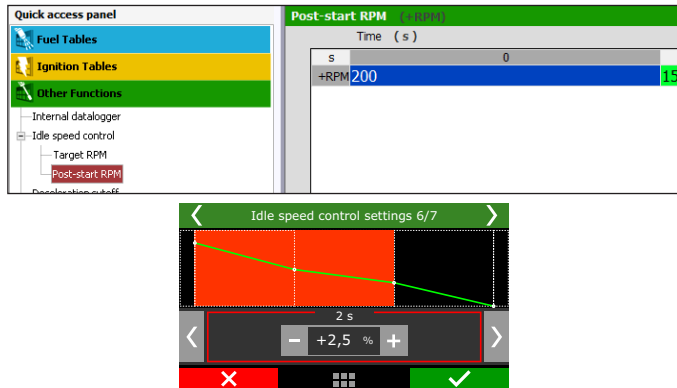 Quick access panel
Post-start RPM (+RPM)
Fuel Tables
Time (s)
Ignition Tables
s 0
+RPM 200 15
Other Functions
Internal datalogger
Idle speed control
Target RPM
Post-start RPM
Deceleration cutoff
Idle speed control settings 6/7
2 s
- +2,5 % +